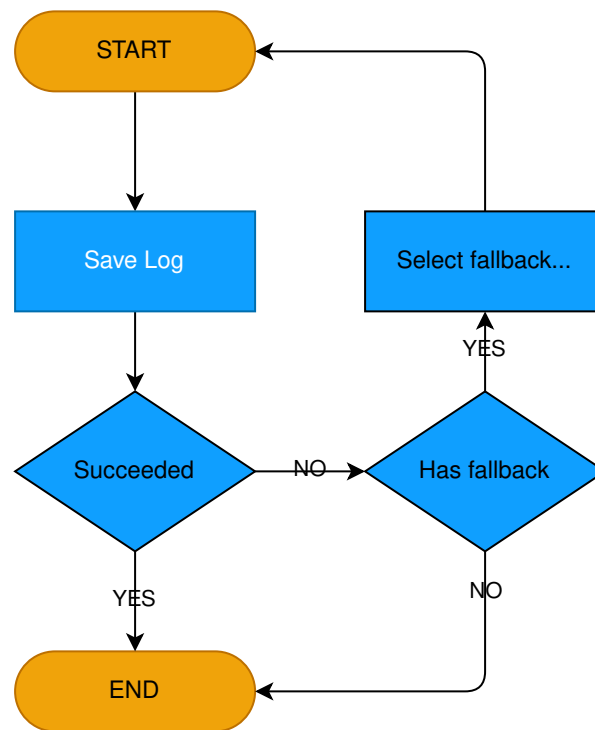 START
Save Log
Select fallback...
YES
Succeeded
NO
Has fallback
YES
NO
END